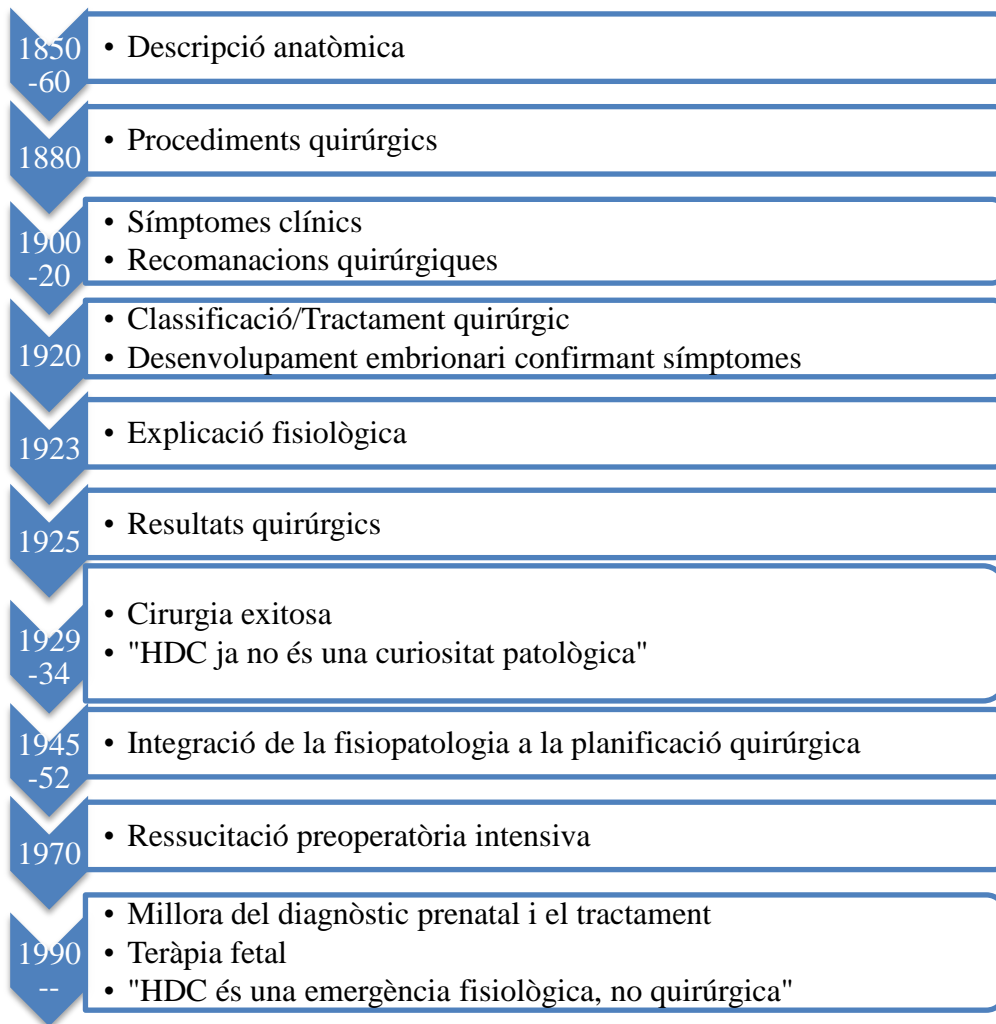 1850
-60
• Descripció anatòmica
1880
• Procediments quirúrgics
1900
-20
• Símptomes clínics
• Recomanacions quirúrgiques
1920
• Classificació/Tractament quirúrgic
• Desenvolupament embrionari confirmant símptomes
1923
• Explicació fisiològica
1925
• Resultats quirúrgics
1929
-34
• Cirurgia exitosa
• "HDC ja no és una curiositat patològica"
1945
-52
• Integració de la fisiopatologia a la planificació quirúrgica
1970
• Ressucitació preoperatòria intensiva
1990
--
• Millora del diagnòstic prenatal i el tractament
• Teràpia fetal
• "HDC és una emergència fisiològica, no quirúrgica"